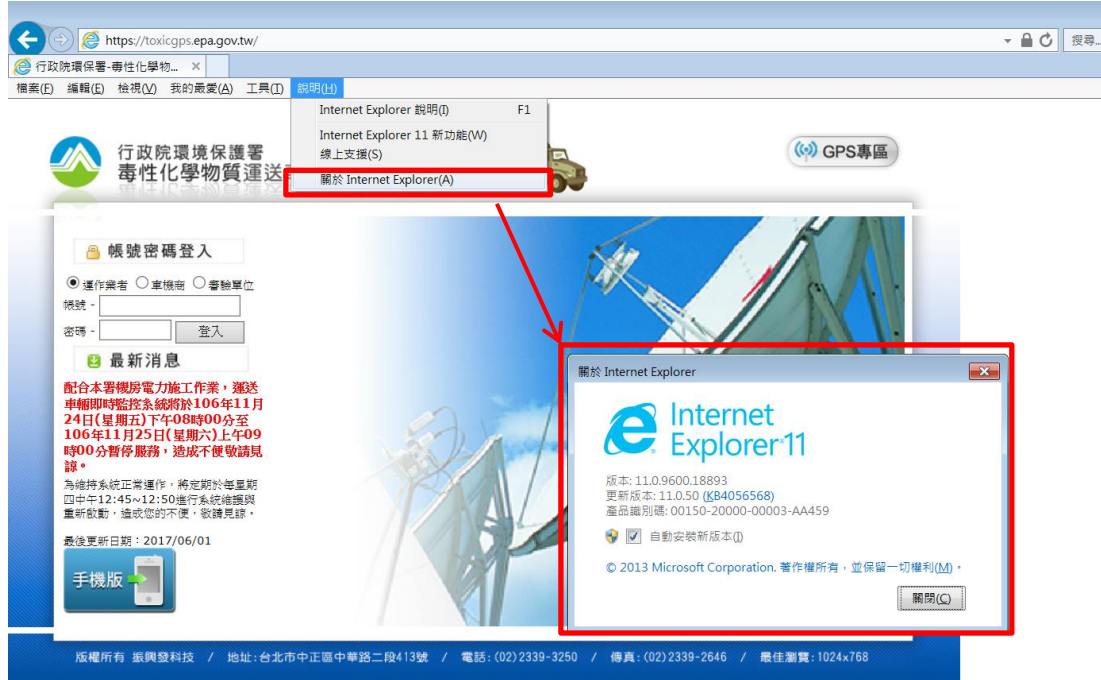 https://toxicgps.epa.gov.tw/
搜尋...
行政院環保署-毒性化學物... ×
檔案(F) 編輯(E) 檢視(V) 我的最愛(A) 工具(T) 說明(H)
Internet Explorer 說明(I) F1
Internet Explorer 11 新功能(W)
線上支援(S)
關於 Internet Explorer(A)
行政院環境保護署
毒性化學物質運送
GPS專區
帳號密碼登入
運作業者 車機商 審驗單位
帳號 -
密碼 - 登入
最新消息
配合本署機房電力施工作業，運送
車輛即時監控系統將於106年11月
24日(星期五)下午08時00分至
106年11月25日(星期六)上午09
時00分暫停服務，造成不便敬請見
諒。
為維持系統正常運作，將定期於每星期
四中午12:45~12:50進行系統維護與
重新啟動，造成您的不便，敬請見諒。
最後更新日期：2017/06/01
手機版
關於 Internet Explorer
Internet
Explorer 11
版本: 11.0.9600.18893
更新版本: 11.0.50 (KB4056568)
產品識別碼: 00150-20000-00003-AA459
自動安裝新版本(I)
© 2013 Microsoft Corporation. 著作權所有，並保留一切權利(M)。
關閉(C)
版權所有 振興發科技 / 地址:台北市中正區中華路二段413號 / 電話:(02)2339-3250 / 傳真:(02)2339-2646 / 最佳瀏覽:1024x768